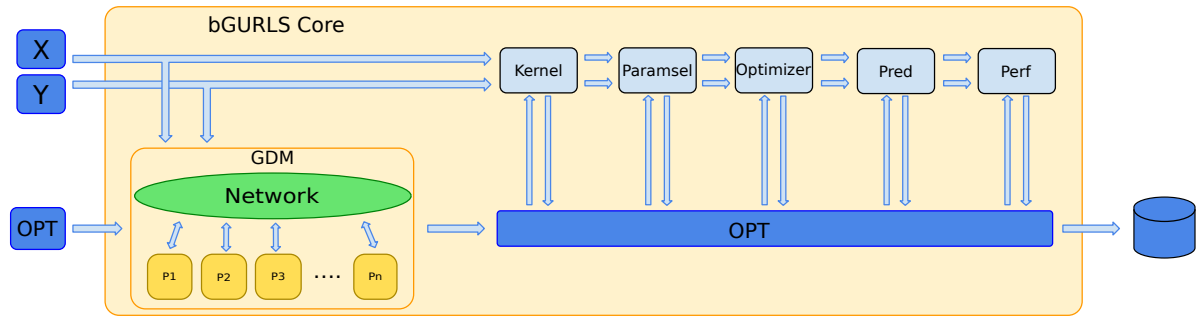 bGURLS Core
X
Y
Kernel
Paramsel
Optimizer
Pred
Perf
GDM
Network
OPT
OPT
P1
P2
P3
....
Pn